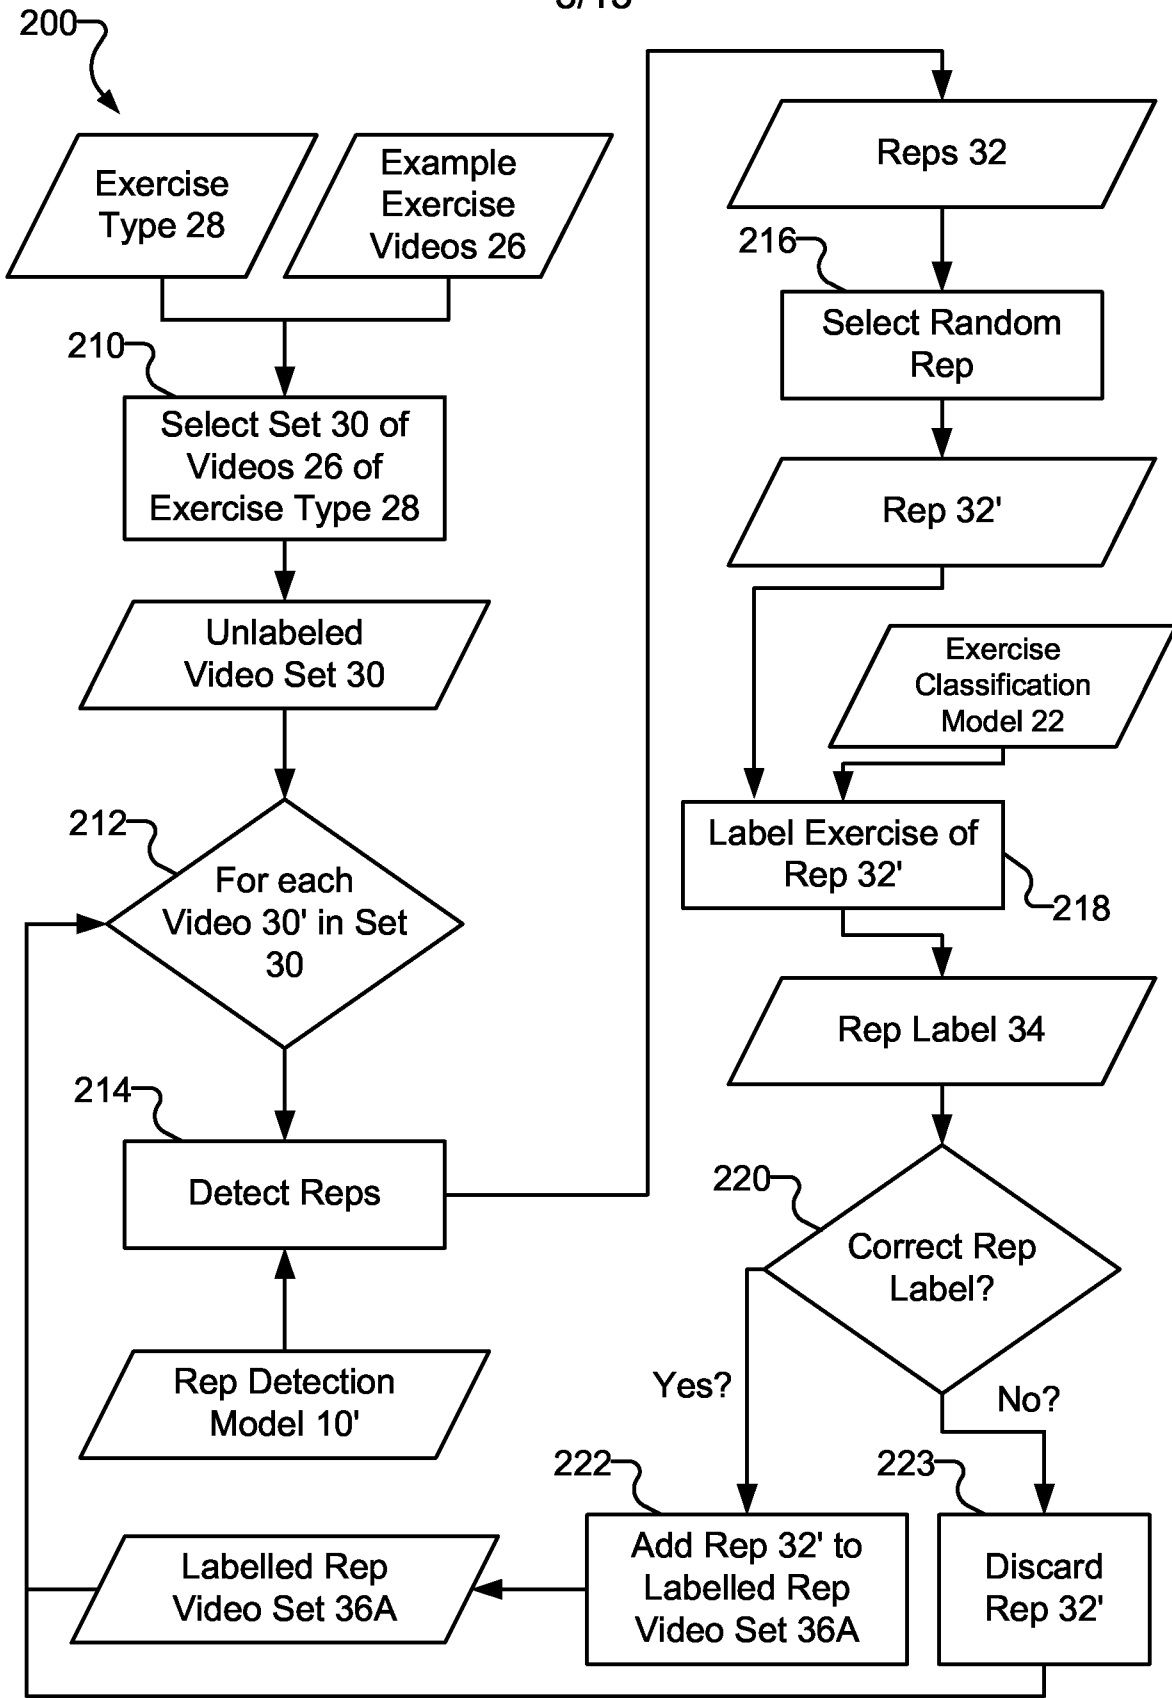 200
Exercise
Type 28
Example
Exercise
Videos 26
210
Select Set 30 of
Videos 26 of
Exercise Type 28
Unlabeled
Video Set 30
212
For each
Video 30' in Set
30
214
Detect Reps
Rep Detection
Model 10'
Labelled Rep
Video Set 36A
Reps 32
216
Select Random
Rep
Rep 32'
Exercise
Classification
Model 22
Label Exercise of
Rep 32'
218
Rep Label 34
220
Correct Rep
Label?
Yes?
No?
222
Add Rep 32' to
Labelled Rep
Video Set 36A
223
Discard
Rep 32'